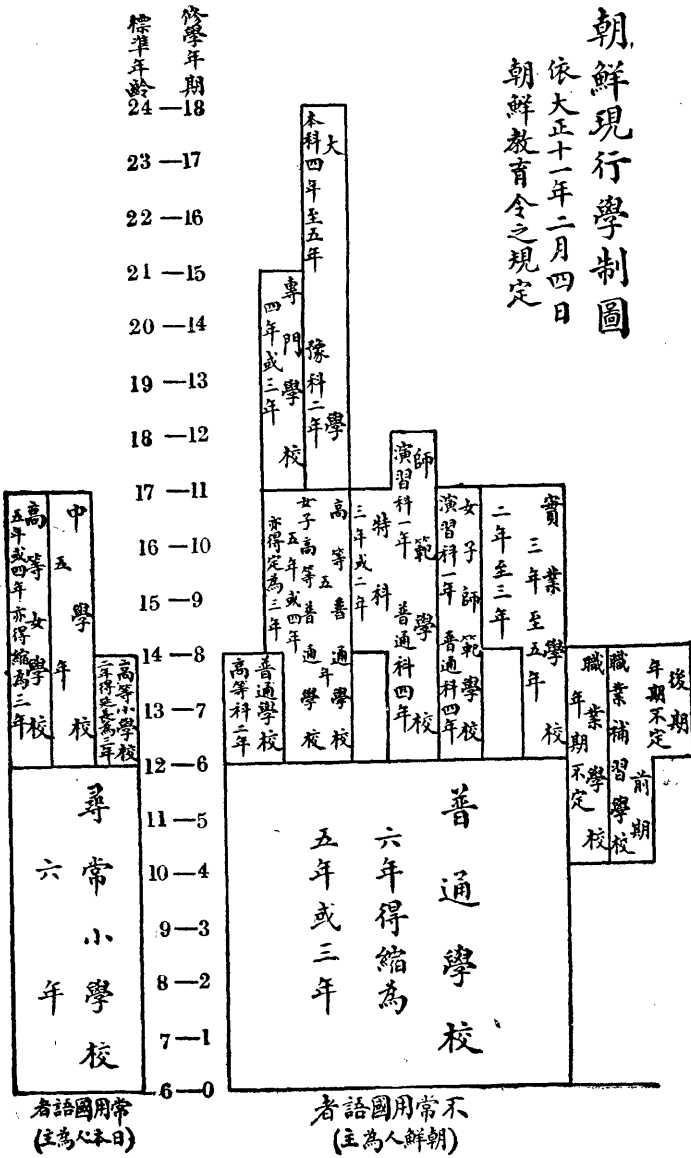 朝鮮現行學制圖
依大正十一年二月四日
朝鮮教育令之規定
修學年期
標準年齡
24—18
23—17
22—16
21—15
20—14
19—13
18—12
17—11
16—10
15—9
14—8
13—7
12—6
11—5
10—4
9—3
8—2
7—1
6—0
大學
本科四年至五年
豫科二年
專門學校
四年或三年
師範學校
演習科一年 普通科四年
女子師範學校
演習科一年 普通科四年
特科
三年或二年
高等普通學校
五年
女子高等普通學校
五年或四年
亦得定為三年
普通學校
高等科二年
實業學校
三年至五年
二年至三年
職業學校
年期不定
職業補習學校
後期
年期不定
前期
普通學校
六年得縮為
五年或三年
不常用國語者
(朝鮮人為主)
中學校
五年
高等女學校
五年或四年亦得縮為三年
高等小學校
二年得延長為三年
尋常小學校
六年
常用國語者
(日本人為主)